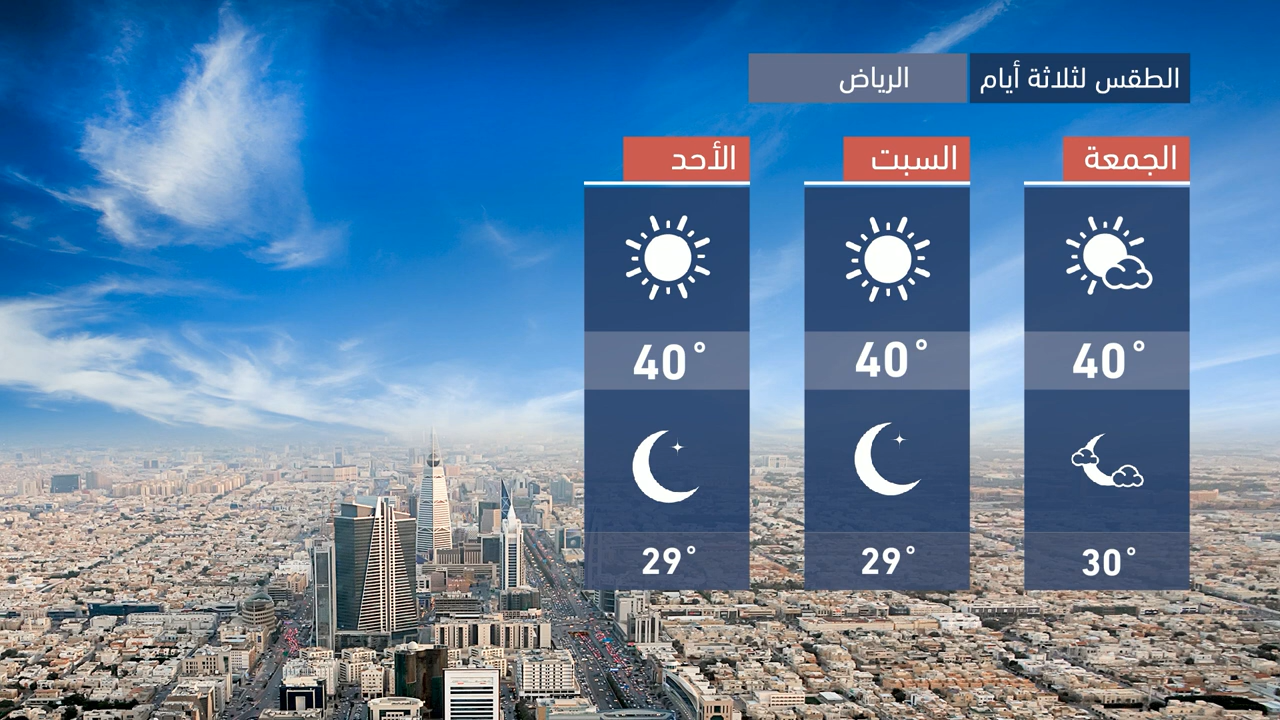 الطقس لثلاثة أيام
الرياض
الجمعة
السبت
الأحد
40°
40°
40°
30°
29°
29°